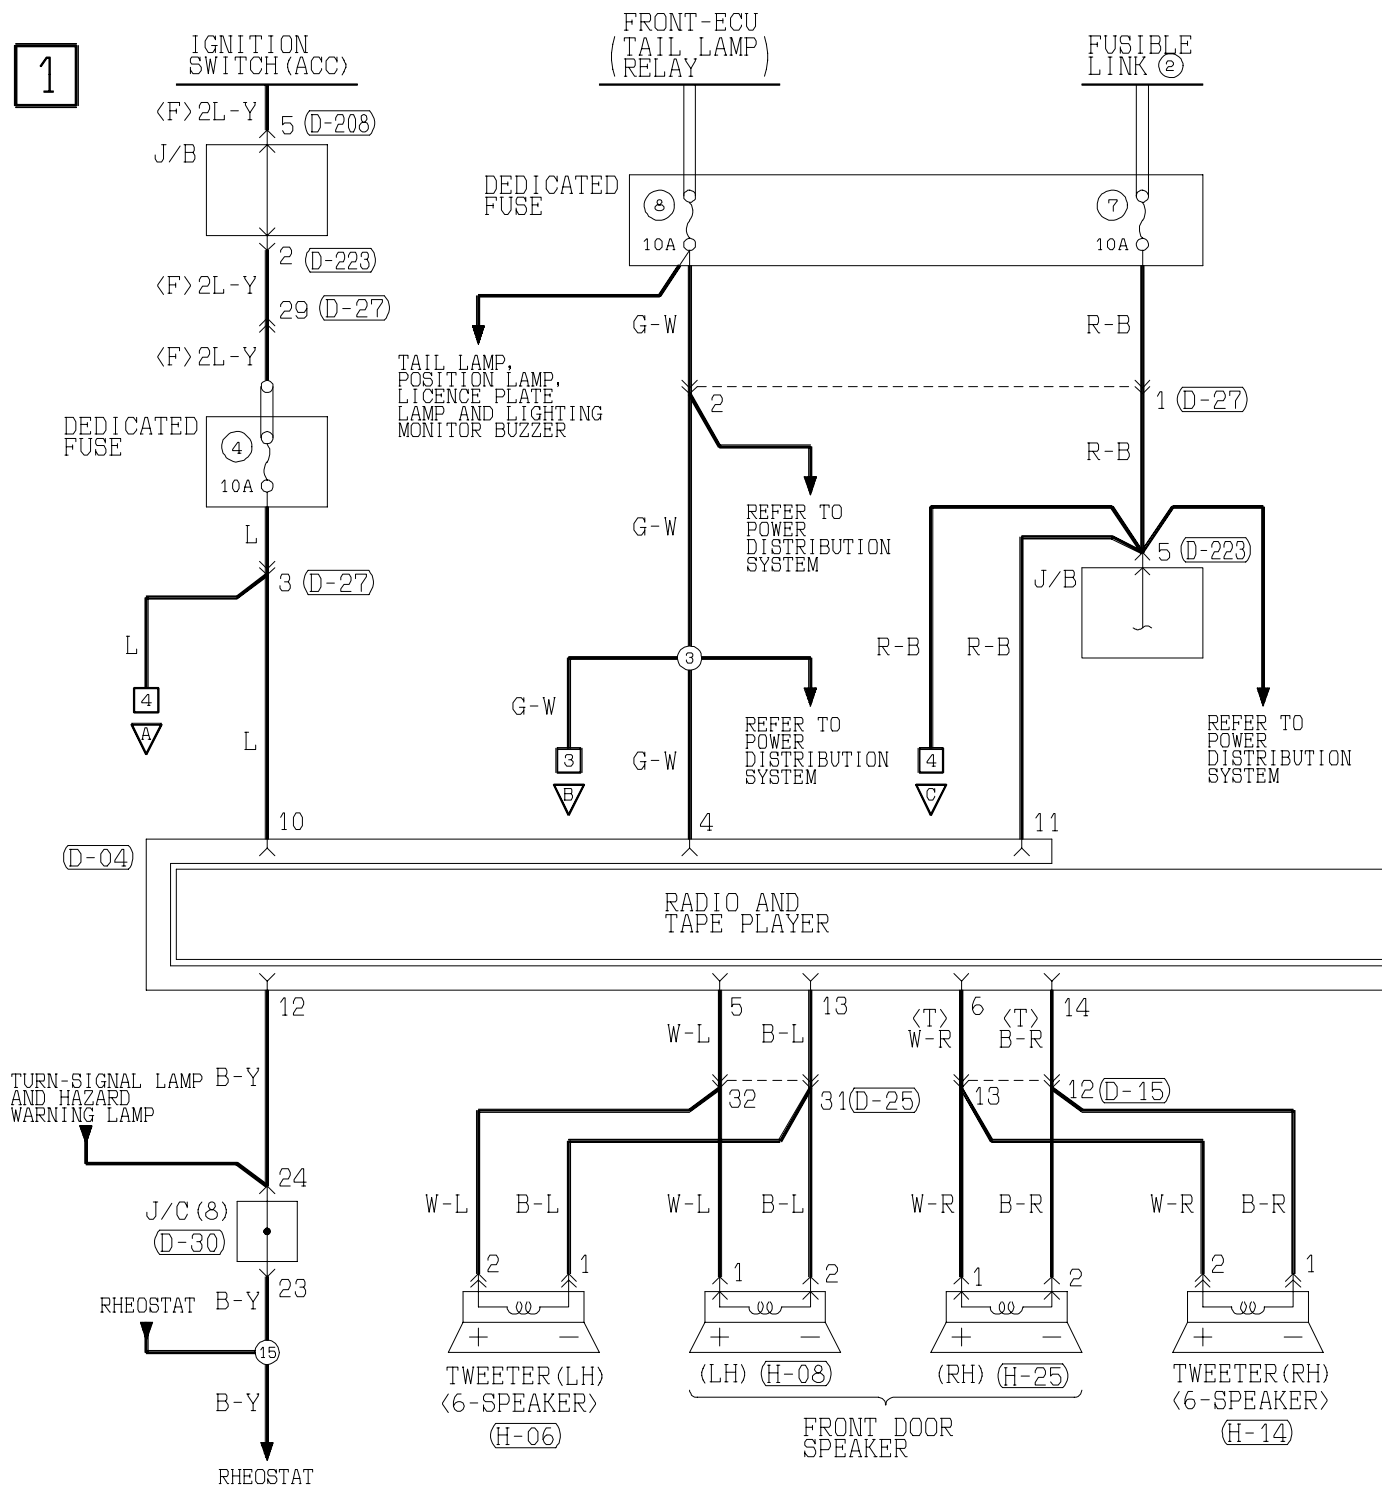 1
IGNITION
SWITCH(ACC)
FRONT-ECU
(TAIL LAMP)
RELAY
FUSIBLE
LINK ②
<F>2L-Y
5 (D-208)
J/B
DEDICATED
FUSE
8
10A
7
10A
2 (D-223)
<F>2L-Y
29 (D-27)
<F>2L-Y
G-W
R-B
TAIL LAMP,
POSITION LAMP,
LICENCE PLATE
LAMP AND LIGHTING
MONITOR BUZZER
2
1 (D-27)
DEDICATED
FUSE
4
10A
R-B
L
G-W
REFER TO
POWER
DISTRIBUTION
SYSTEM
5 (D-223)
J/B
3 (D-27)
L
R-B
R-B
3
4
A
G-W
REFER TO
POWER
DISTRIBUTION
SYSTEM
REFER TO
POWER
DISTRIBUTION
SYSTEM
L
G-W
3
B
4
C
10
4
11
(D-04)
RADIO AND
TAPE PLAYER
12
5
13
6
14
W-L
B-L
<T>
W-R
<T>
B-R
TURN-SIGNAL LAMP
AND HAZARD
WARNING LAMP
B-Y
32
31(D-25)
13
12(D-15)
24
J/C(8)
(D-30)
W-L
B-L
W-L
B-L
W-R
B-R
W-R
B-R
23
2
1
1
2
1
2
2
1
RHEOSTAT
B-Y
+ −
+ −
+ −
+ −
15
TWEETER(LH)
<6-SPEAKER>
(H-06)
(LH) (H-08)
(RH) (H-25)
FRONT DOOR
SPEAKER
TWEETER(RH)
<6-SPEAKER>
(H-14)
B-Y
RHEOSTAT